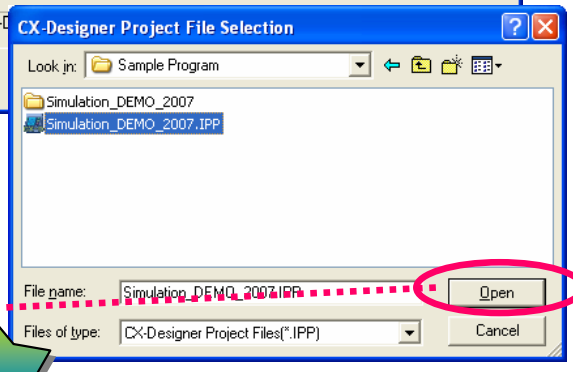 CX-Designer Project File Selection
Look in: Sample Program
Simulation_DEMO_2007
Simulation_DEMO_2007.IPP
File name: Simulation_DEMO_2007.IPP Open
Files of type: CX-Designer Project Files(*.IPP) Cancel